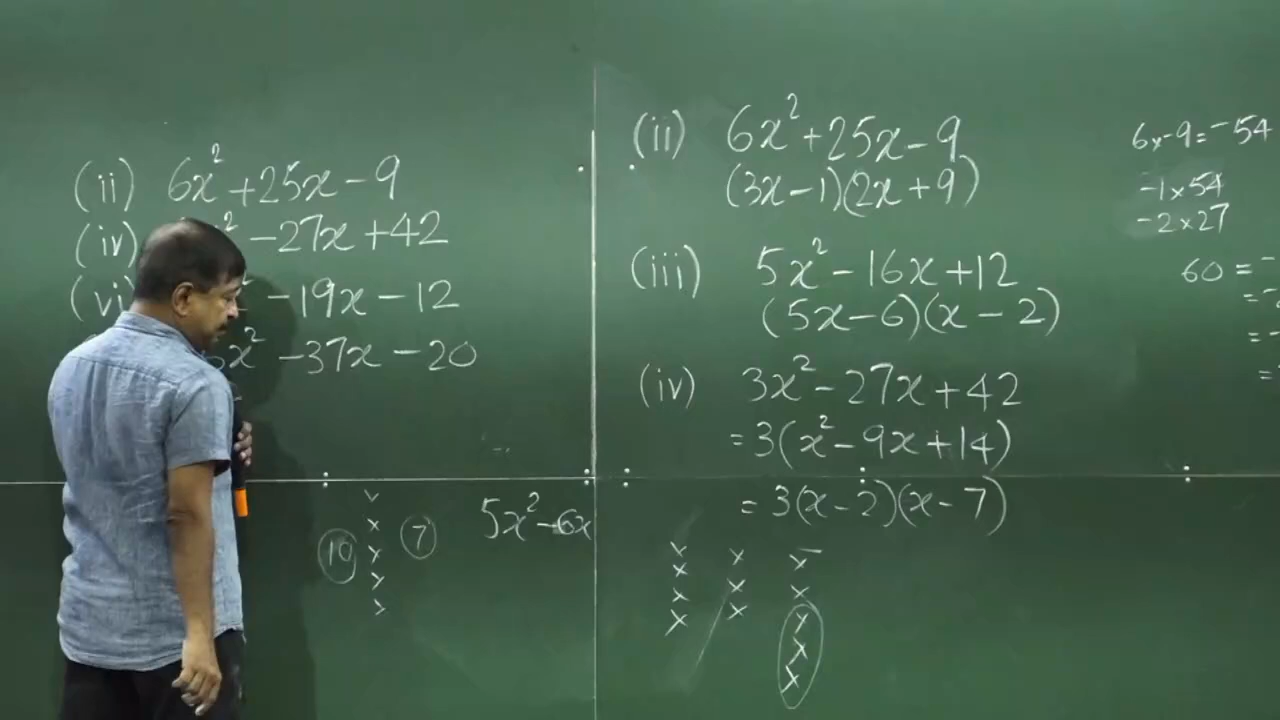 (ii) 6x² + 25x - 9
(iv) ² - 27x + 42
(vi) - 19x - 12
x² - 37x - 20
10
7
5x² - 6x
(ii) 6x² + 25x - 9
(3x - 1)(2x + 9)
(iii) 5x² - 16x + 12
(5x - 6)(x - 2)
(iv) 3x² - 27x + 42
= 3(x² - 9x + 14)
= 3(x - 2)(x - 7)
6x-9 = -54
-1 x 54
-2 x 27
60 = -
= -
= -
=